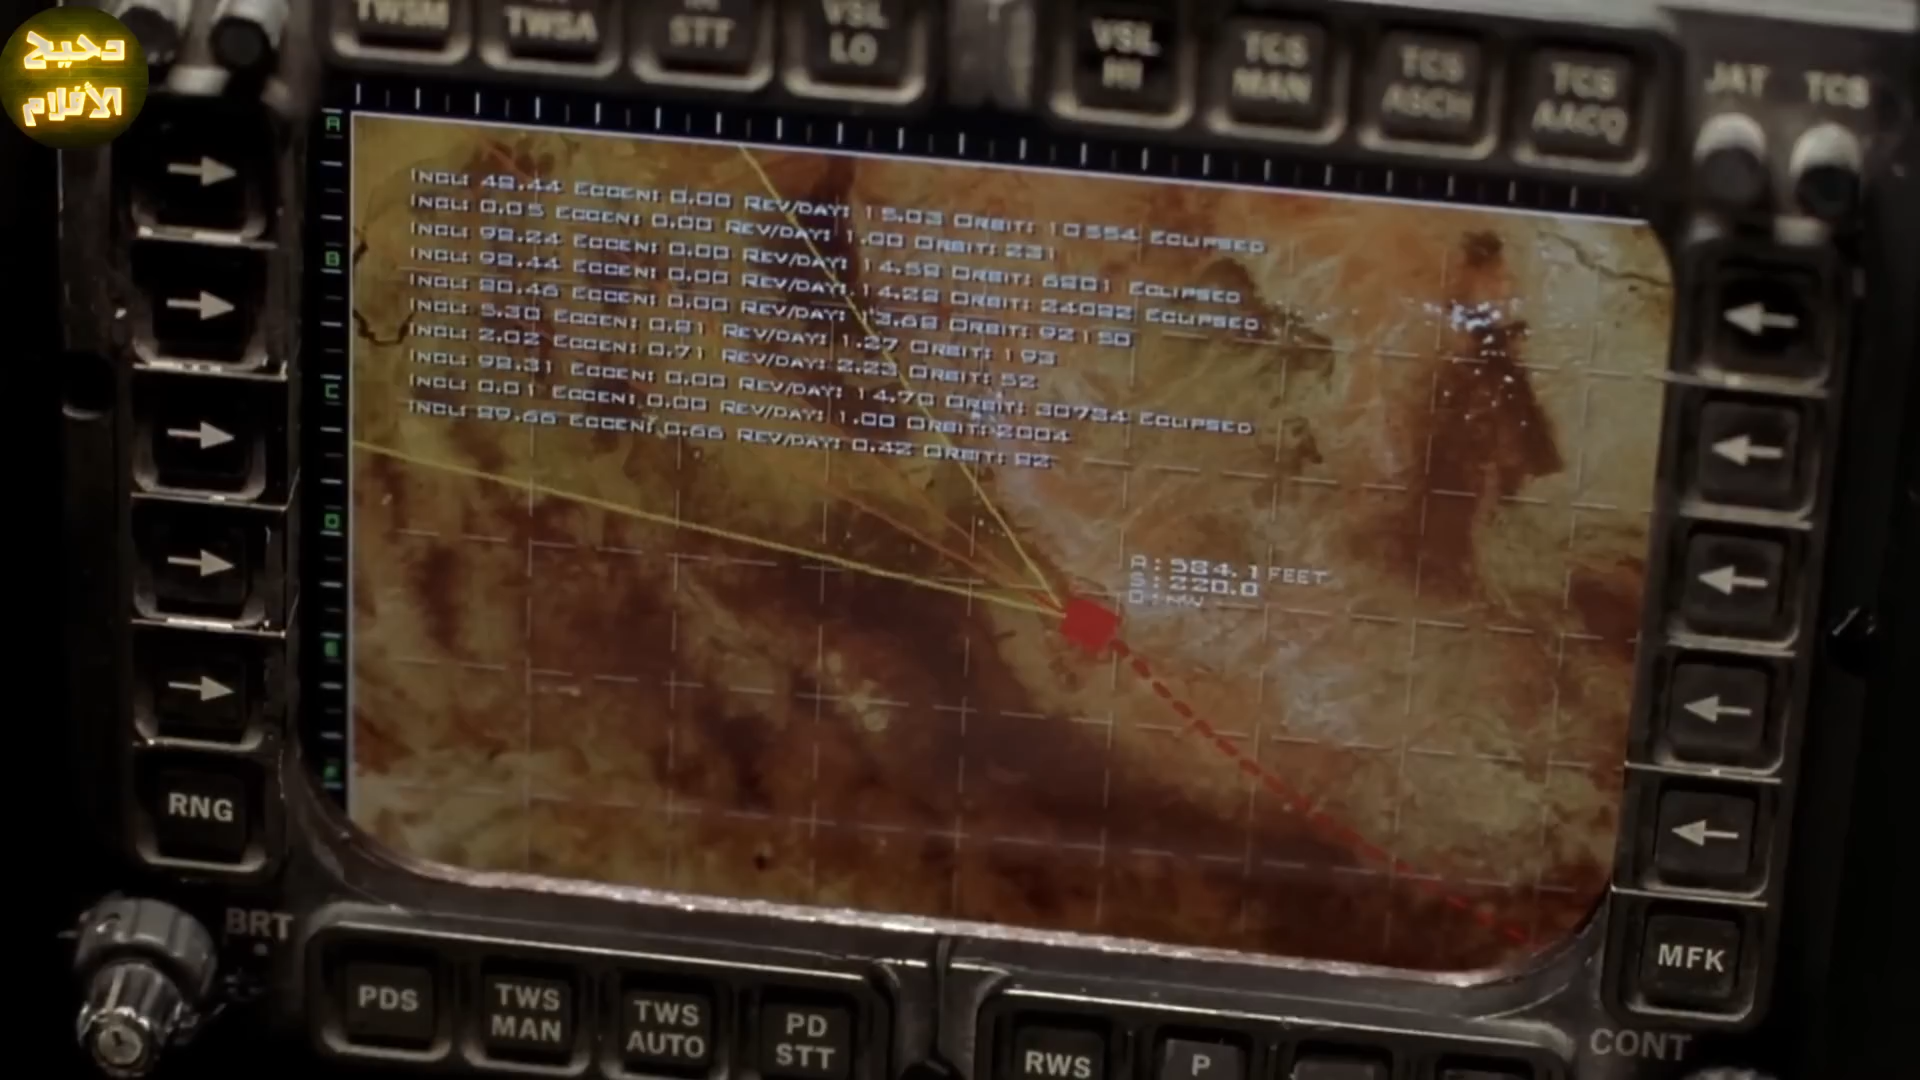 دحيح
الأفلام
TWSM
TWSA
STT
VSL
LO
VSL
HI
TCS
MAN
TCS
ASCH
TCS
AACQ
JAT
TCS
A
B
C
D
E
F
INCL: 48.44 ECCEN: 0.00 REV/DAY: 15.03 ORBIT: 10554 ECLIPSED
INCL: 0.05 ECCEN: 0.00 REV/DAY: 1.00 ORBIT: 231
INCL: 98.24 ECCEN: 0.00 REV/DAY: 14.58 ORBIT: 6801 ECLIPSED
INCL: 98.44 ECCEN: 0.00 REV/DAY: 14.28 ORBIT: 24082 ECLIPSED
INCL: 80.46 ECCEN: 0.00 REV/DAY: 13.68 ORBIT: 92150
INCL: 5.30 ECCEN: 0.81 REV/DAY: 1.27 ORBIT: 193
INCL: 2.02 ECCEN: 0.71 REV/DAY: 2.23 ORBIT: 52
INCL: 98.31 ECCEN: 0.00 REV/DAY: 14.70 ORBIT: 30734 ECLIPSED
INCL: 0.01 ECCEN: 0.00 REV/DAY: 1.00 ORBIT: 2004
INCL: 89.66 ECCEN: 0.66 REV/DAY: 0.42 ORBIT: 82
A: 584.1 FEET
S: 220.0
D: NW
RNG
BRT
MFK
CONT
PDS
TWS
MAN
TWS
AUTO
PD
STT
RWS
P